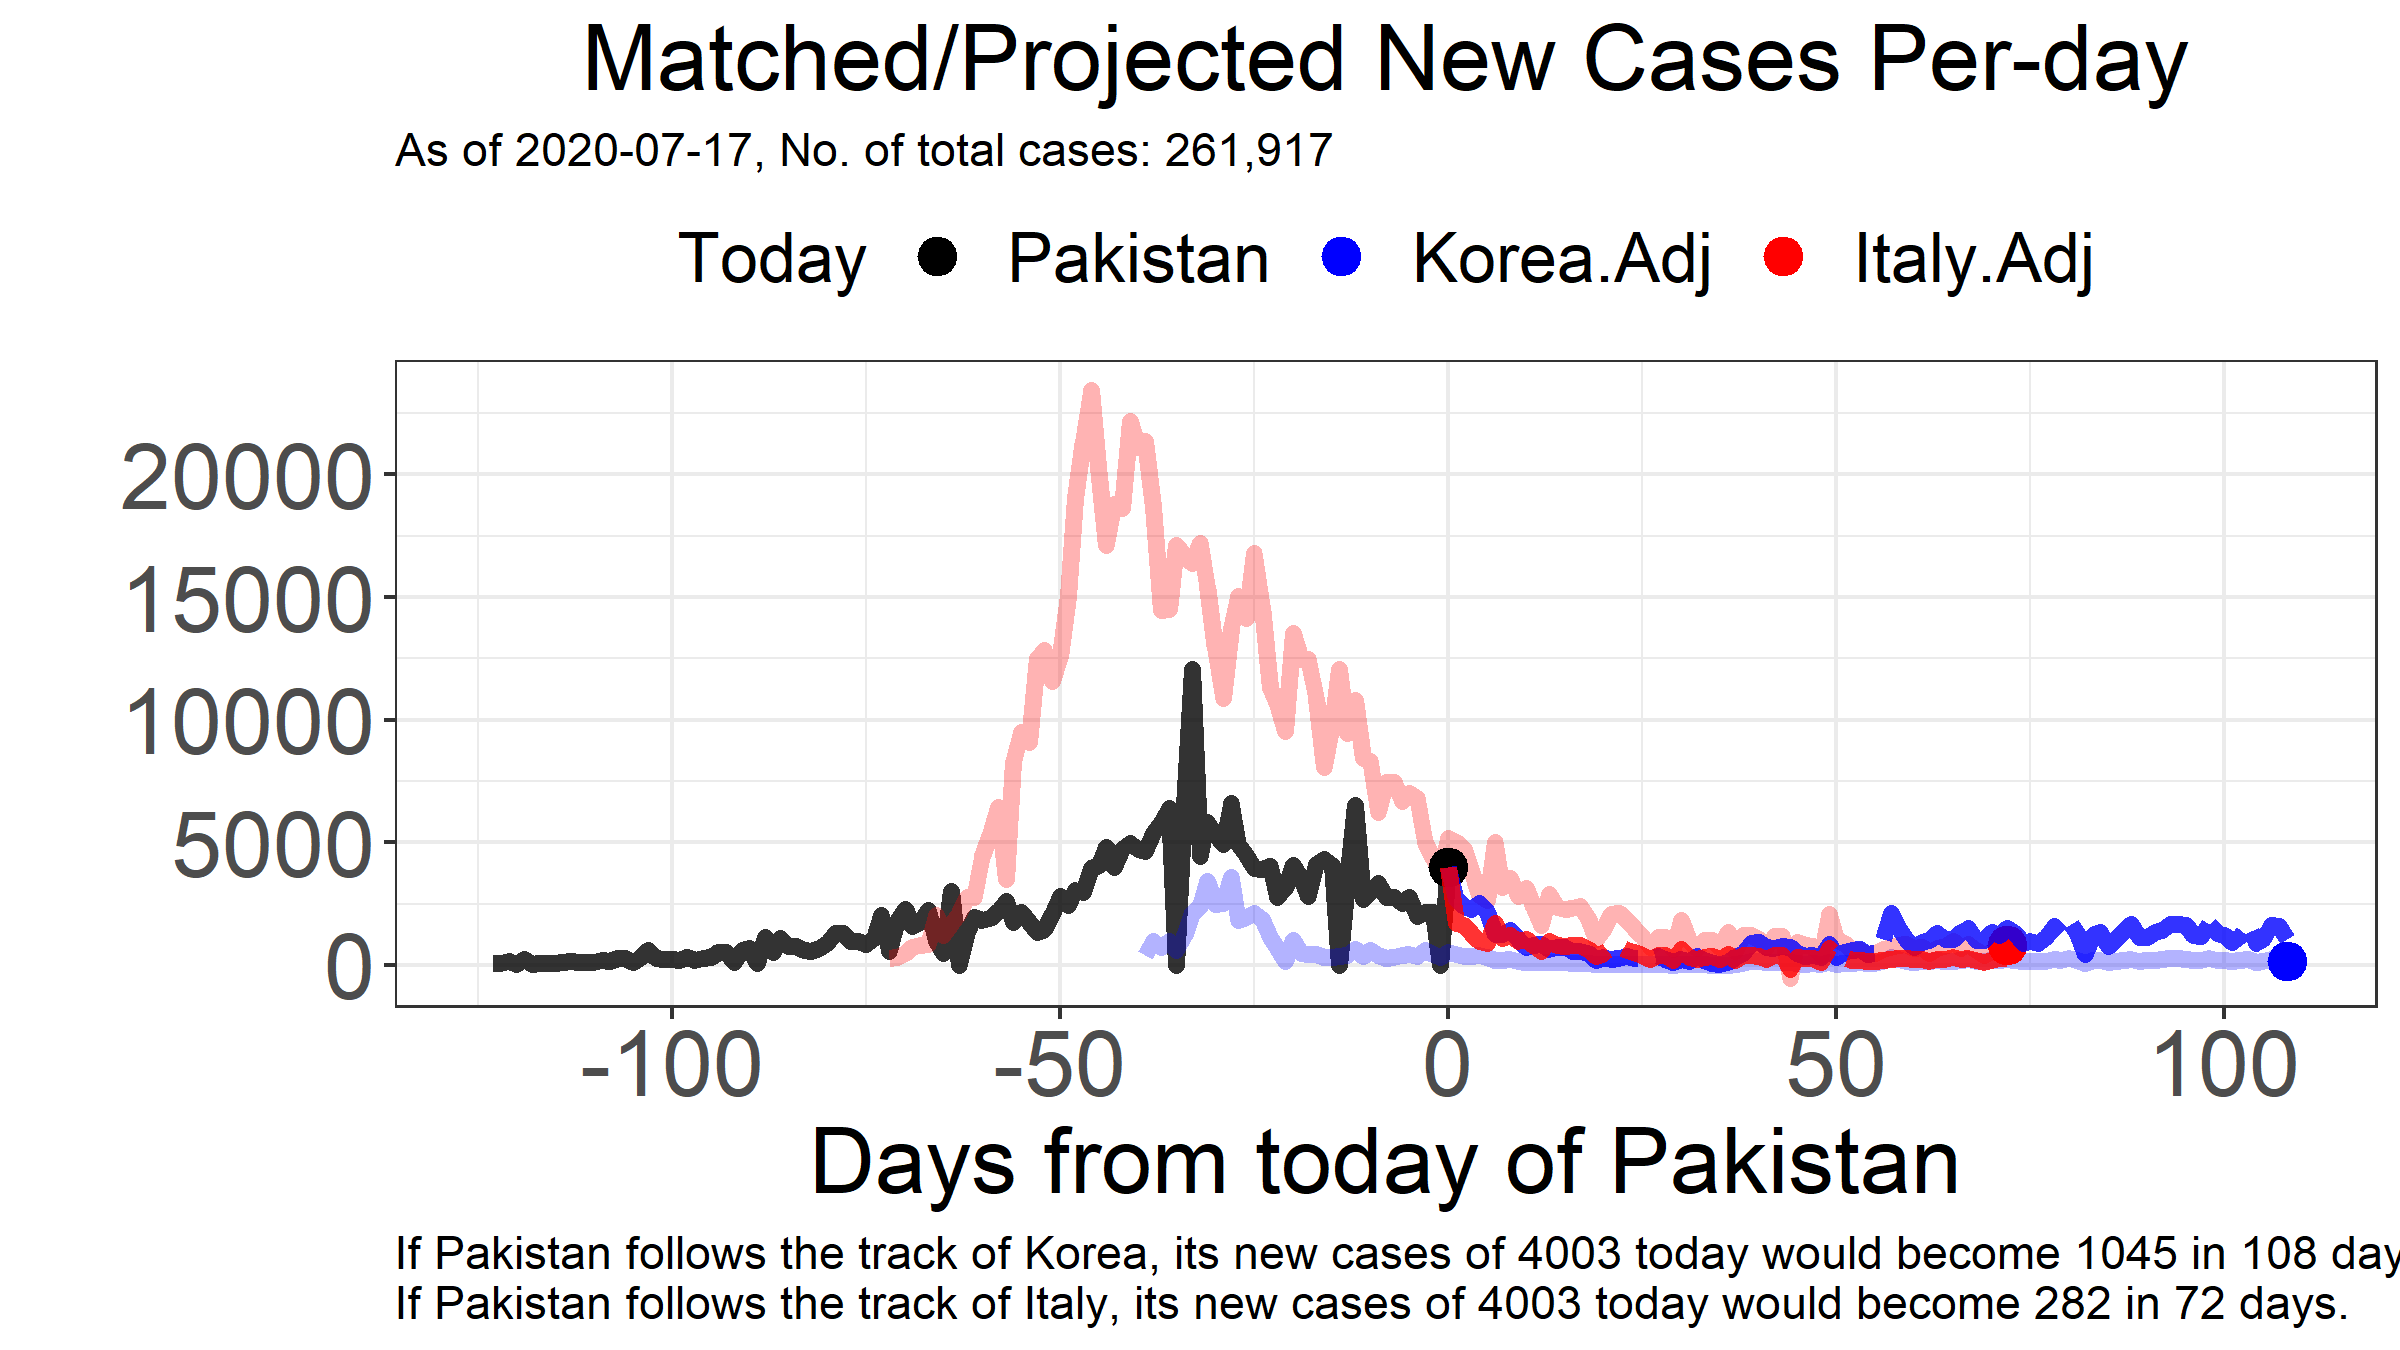 Matched/Projected New Cases Per-day
As of 2020-07-17, No. of total cases: 261,917
Today Pakistan Korea.Adj Italy.Adj
20000
15000
10000
5000
0
-100 -50 0 50 100
Days from today of Pakistan
If Pakistan follows the track of Korea, its new cases of 4003 today would become 1045 in 108 day
If Pakistan follows the track of Italy, its new cases of 4003 today would become 282 in 72 days.